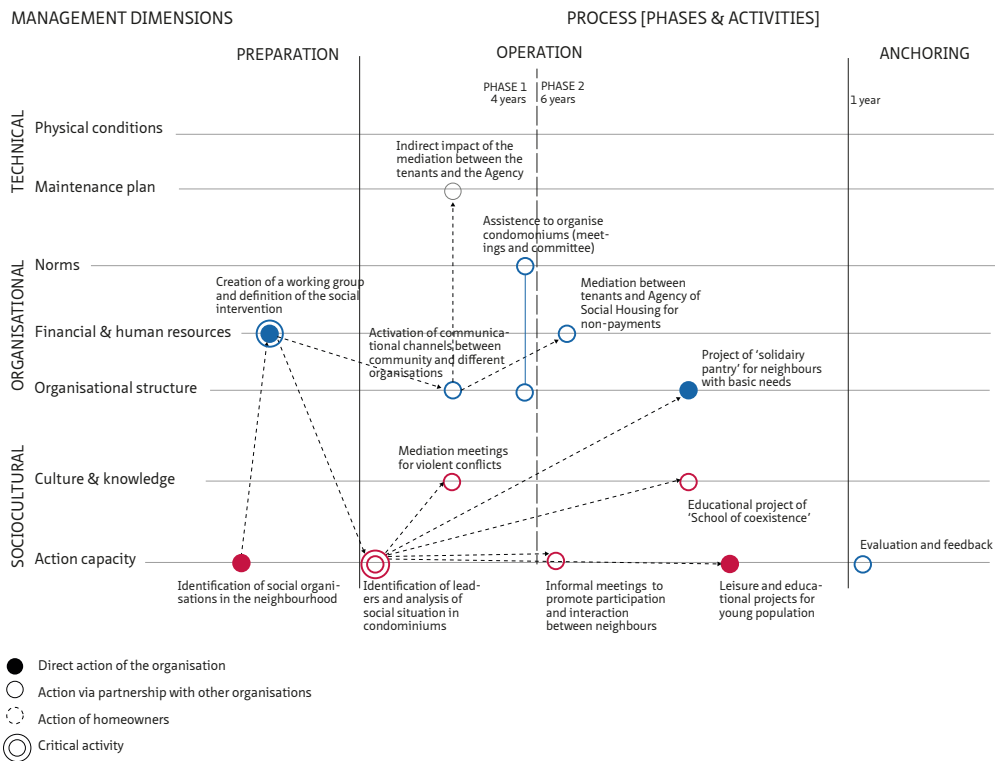 MANAGEMENT DIMENSIONS
PROCESS [PHASES & ACTIVITIES]
PREPARATION
OPERATION
ANCHORING
PHASE 1
4 years
PHASE 2
6 years
1 year
TECHNICAL
Physical conditions
Indirect impact of the
mediation between the
tenants and the Agency
Maintenance plan
Assistence to organise
condomoniums (meet-
ings and committee)
ORGANISATIONAL
Norms
Creation of a working group
and definition of the social
intervention
Mediation between
tenants and Agency of
Social Housing for
non-payments
Financial & human resources
Activation of communica-
tional channels between
community and different
organisations
Project of ‘solidairy
pantry’ for neighbours
with basic needs
Organisational structure
SOCIOCULTURAL
Mediation meetings
for violent conflicts
Culture & knowledge
Educational project of
‘School of coexistence’
Action capacity
Evaluation and feedback
Identification of social organi-
sations in the neighbourhood
Identification of lead-
ers and analysis of
social situation in
condominiums
Informal meetings to
promote participation
and interaction
between neighbours
Leisure and educa-
tional projects for
young population
Direct action of the organisation
Action via partnership with other organisations
Action of homeowners
Critical activity